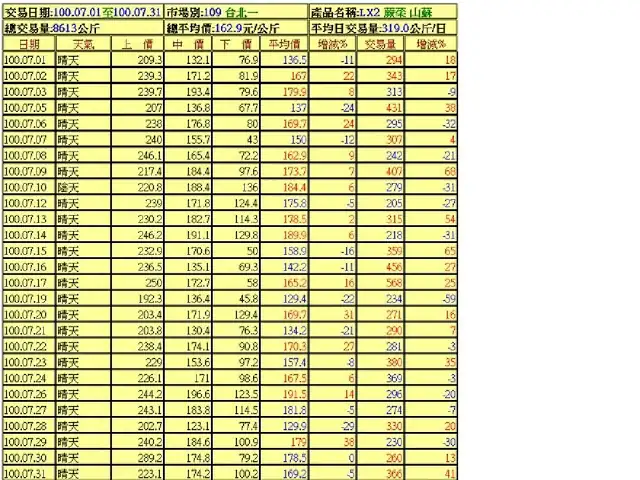 交易日期:100.07.01至100.07.31 市場別:109 台北一 產品名稱:LX2 蕨菜 山蘇
總交易量:8613公斤 總平均價:162.9元/公斤 平均日交易量:319.0公斤/日
日期 天氣 上 價 中 價 下 價 平均價 增減% 交易量 增減%
100.07.01 晴天 209.3 132.1 76.9 136.5 -11 294 18
100.07.02 晴天 239.3 171.2 81.9 167 22 343 17
100.07.03 晴天 239.7 193.4 79.6 179.9 8 313 -9
100.07.05 晴天 207 136.8 67.7 137 -24 431 38
100.07.06 晴天 238 176.8 80 169.7 24 295 -32
100.07.07 晴天 240 155.7 43 150 -12 307 4
100.07.08 晴天 246.1 165.4 72.2 162.9 9 242 -21
100.07.09 晴天 217.4 184.4 97.6 173.7 7 407 68
100.07.10 陰天 220.8 188.4 136 184.4 6 279 -31
100.07.12 晴天 239 171.8 124.4 175.8 -5 205 -27
100.07.13 晴天 230.2 182.7 114.3 178.5 2 315 54
100.07.14 晴天 246.2 191.1 129.8 189.9 6 218 -31
100.07.15 晴天 232.9 170.6 50 158.9 -16 359 65
100.07.16 晴天 236.5 135.1 69.3 142.2 -11 456 27
100.07.17 晴天 250 172.7 58 165.2 16 568 25
100.07.19 晴天 192.3 136.4 45.8 129.4 -22 234 -59
100.07.20 晴天 203.4 171.9 129.4 169.7 31 271 16
100.07.21 晴天 203.8 130.4 76.3 134.2 -21 290 7
100.07.22 晴天 238.4 174.1 90.8 170.3 27 281 -3
100.07.23 晴天 229 153.6 97.2 157.4 -8 380 35
100.07.24 晴天 226.1 171 98.6 167.5 6 369 -3
100.07.26 晴天 244.2 196.6 123.5 191.5 14 296 -20
100.07.27 晴天 243.1 183.8 114.5 181.8 -5 274 -7
100.07.28 晴天 202.7 123.1 77.4 129.9 -29 330 20
100.07.29 晴天 240.2 184.6 100.9 179 38 230 -30
100.07.30 晴天 289.2 174.8 79.2 178.5 0 260 13
100.07.31 晴天 223.1 174.2 100.2 169.2 -5 366 41